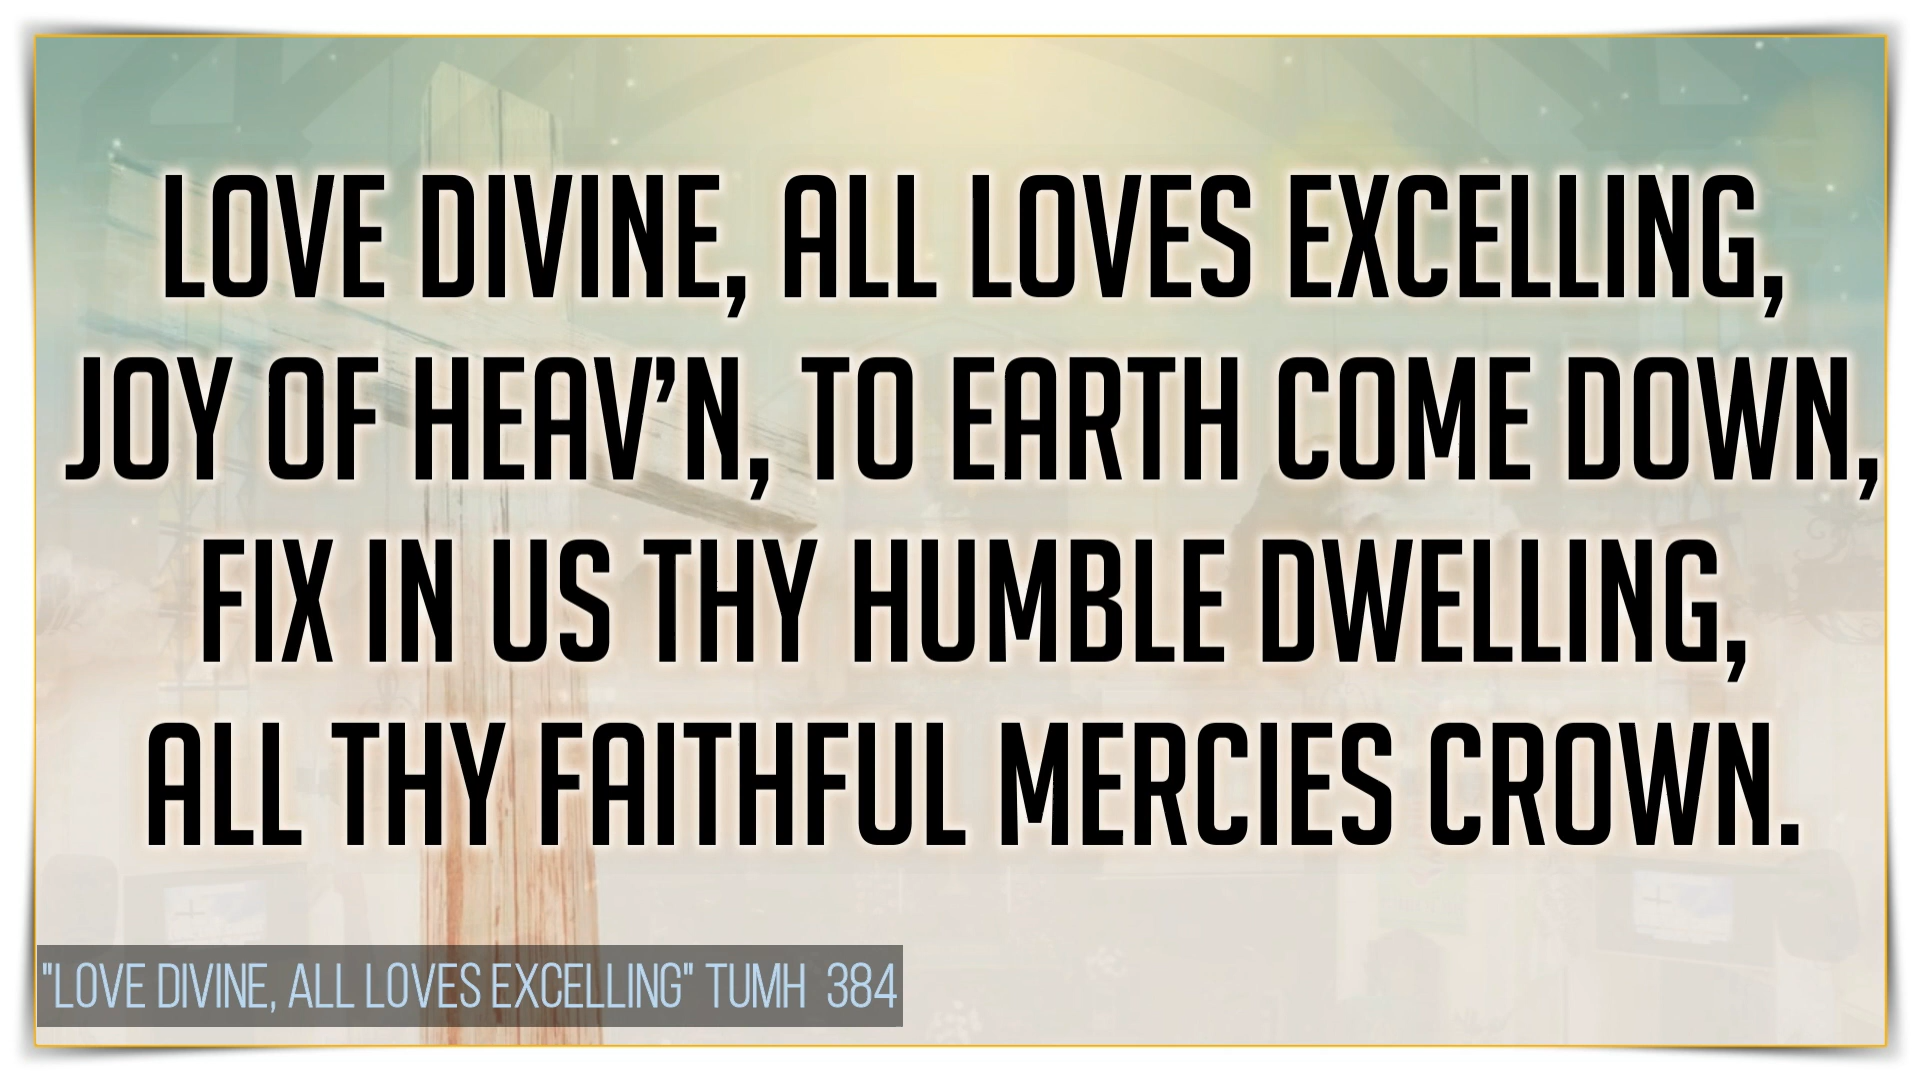 LOVE DIVINE, ALL LOVES EXCELLING,
JOY OF HEAV’N, TO EARTH COME DOWN,
FIX IN US THY HUMBLE DWELLING,
ALL THY FAITHFUL MERCIES CROWN.
"LOVE DIVINE, ALL LOVES EXCELLING" TUMH 384